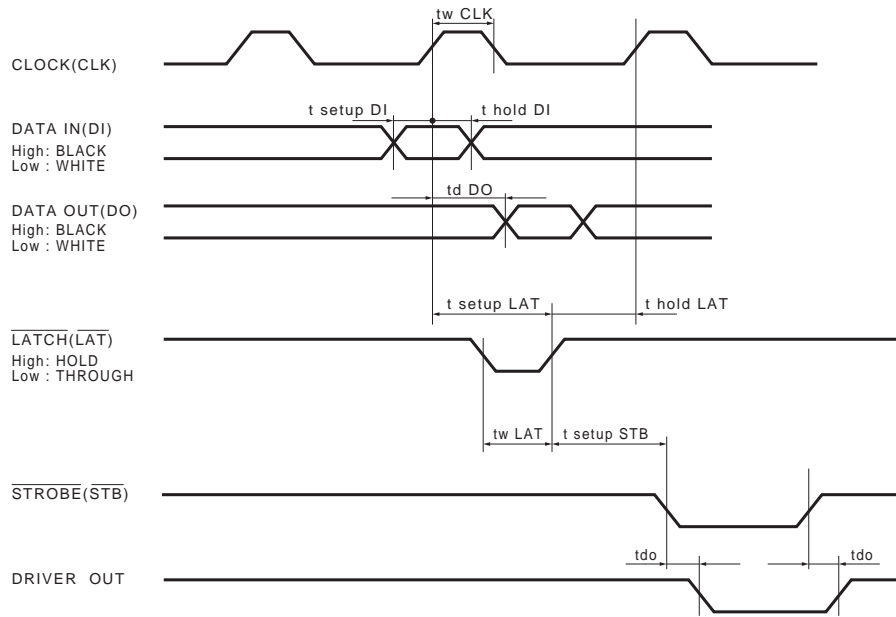 tw CLK
CLOCK(CLK)
t setup DI
t hold DI
DATA IN(DI)
High: BLACK
Low : WHITE
td DO
DATA OUT(DO)
High: BLACK
Low : WHITE
t setup LAT
t hold LAT
LATCH(LAT)
High: HOLD
Low : THROUGH
tw LAT
t setup STB
STROBE(STB)
tdo
tdo
DRIVER OUT